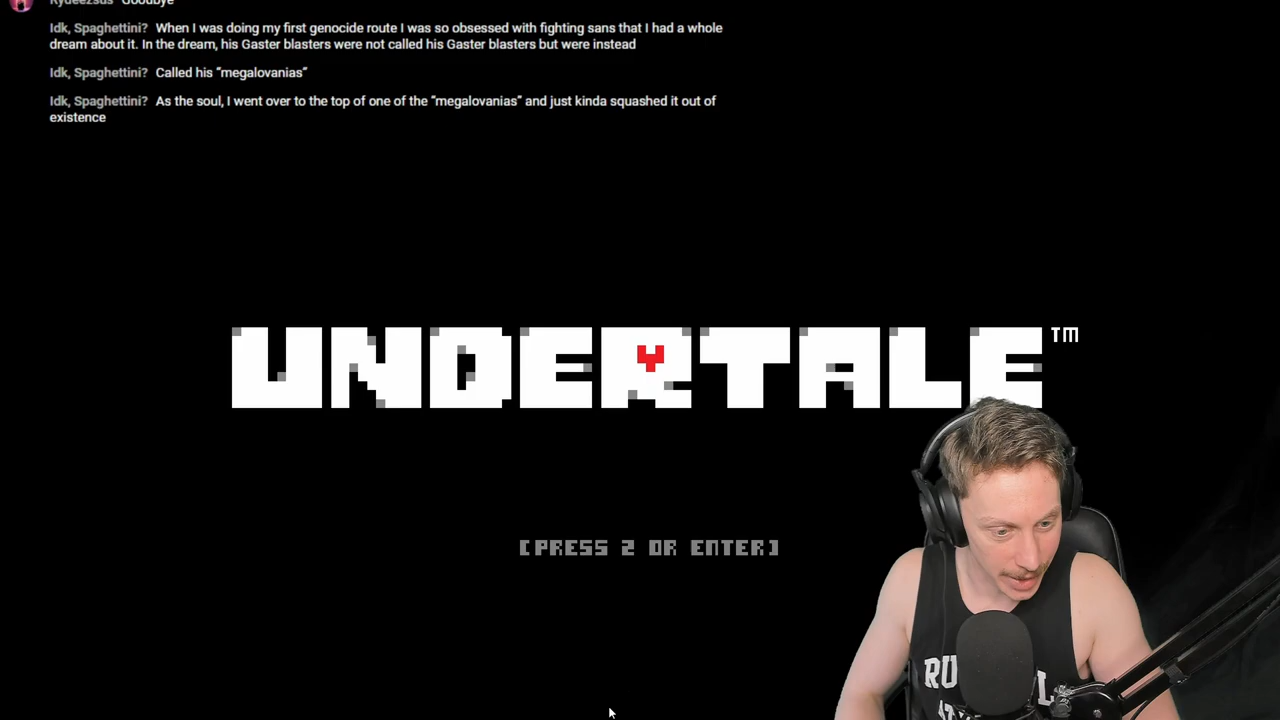 Rydeezsus Goodbye
Idk, Spaghettini? When I was doing my first genocide route I was so obsessed with fighting sans that I had a whole
dream about it. In the dream, his Gaster blasters were not called his Gaster blasters but were instead
Idk, Spaghettini? Called his “megalovanias”
Idk, Spaghettini? As the soul, I went over to the top of one of the “megalovanias” and just kinda squashed it out of
existence
UNDERTALE™
[PRESS Z OR ENTER]
RU L